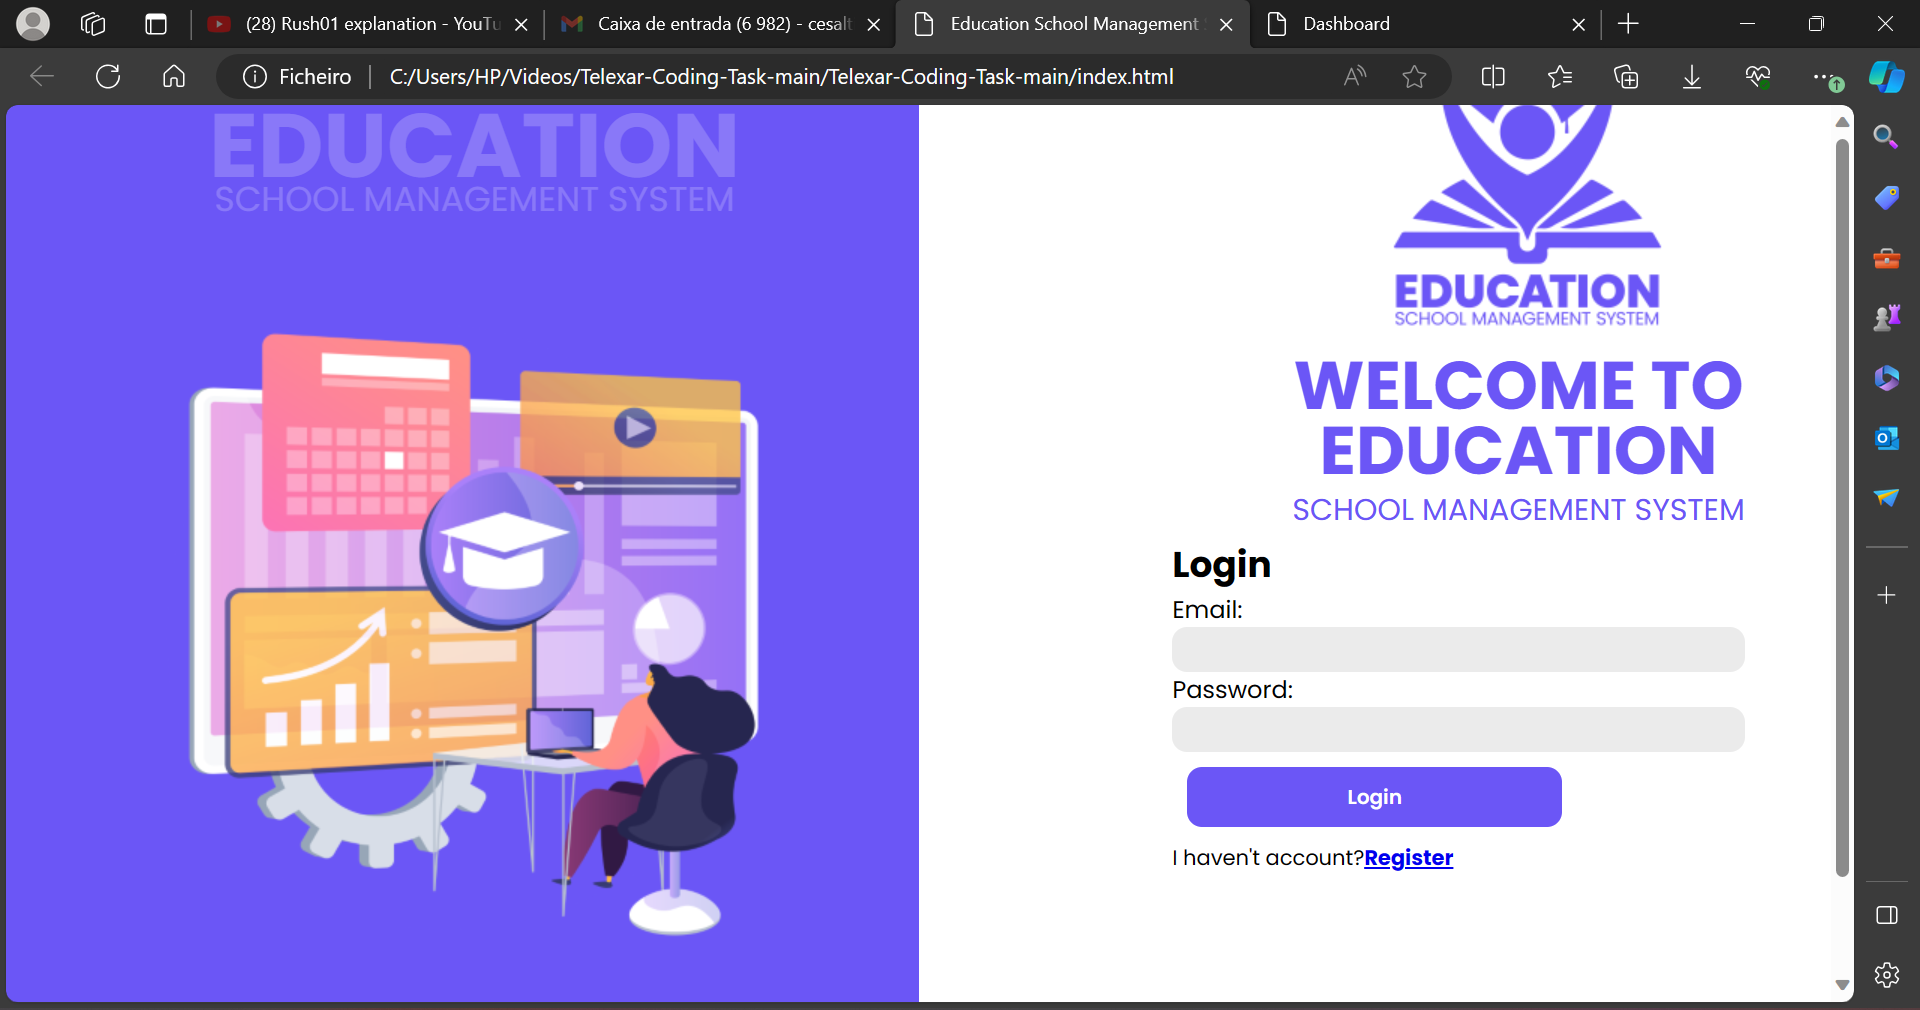 (28) Rush01 explanation - YouTu
Caixa de entrada (6 982) - cesalt
Education School Management
Dashboard
Ficheiro
C:/Users/HP/Videos/Telexar-Coding-Task-main/Telexar-Coding-Task-main/index.html
EDUCATION
SCHOOL MANAGEMENT SYSTEM
EDUCATION
SCHOOL MANAGEMENT SYSTEM
WELCOME TO
EDUCATION
SCHOOL MANAGEMENT SYSTEM
Login
Email:
Password:
Login
I haven't account?Register